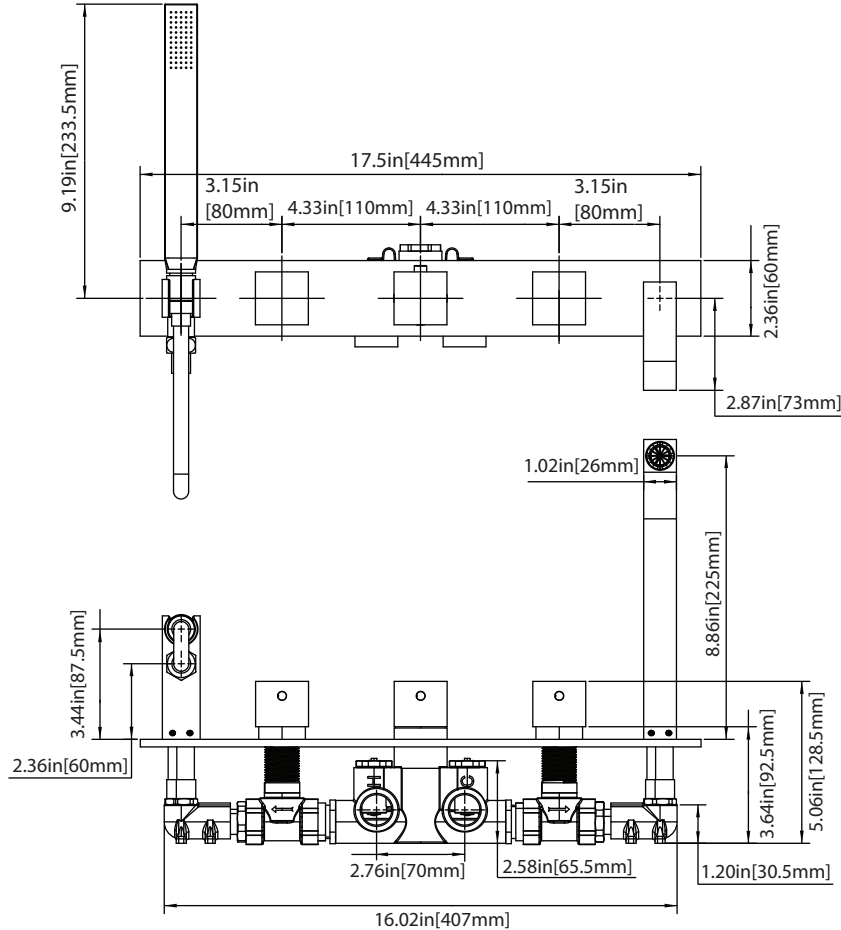 9.19in[233.5mm]
17.5in[445mm]
3.15in
[80mm]
4.33in[110mm]
4.33in[110mm]
3.15in
[80mm]
2.36in[60mm]
2.87in[73mm]
1.02in[26mm]
8.86in[225mm]
3.44in[87.5mm]
2.36in[60mm]
H
C
3.64in[92.5mm]
5.06in[128.5mm]
2.76in[70mm]
2.58in[65.5mm]
1.20in[30.5mm]
16.02in[407mm]